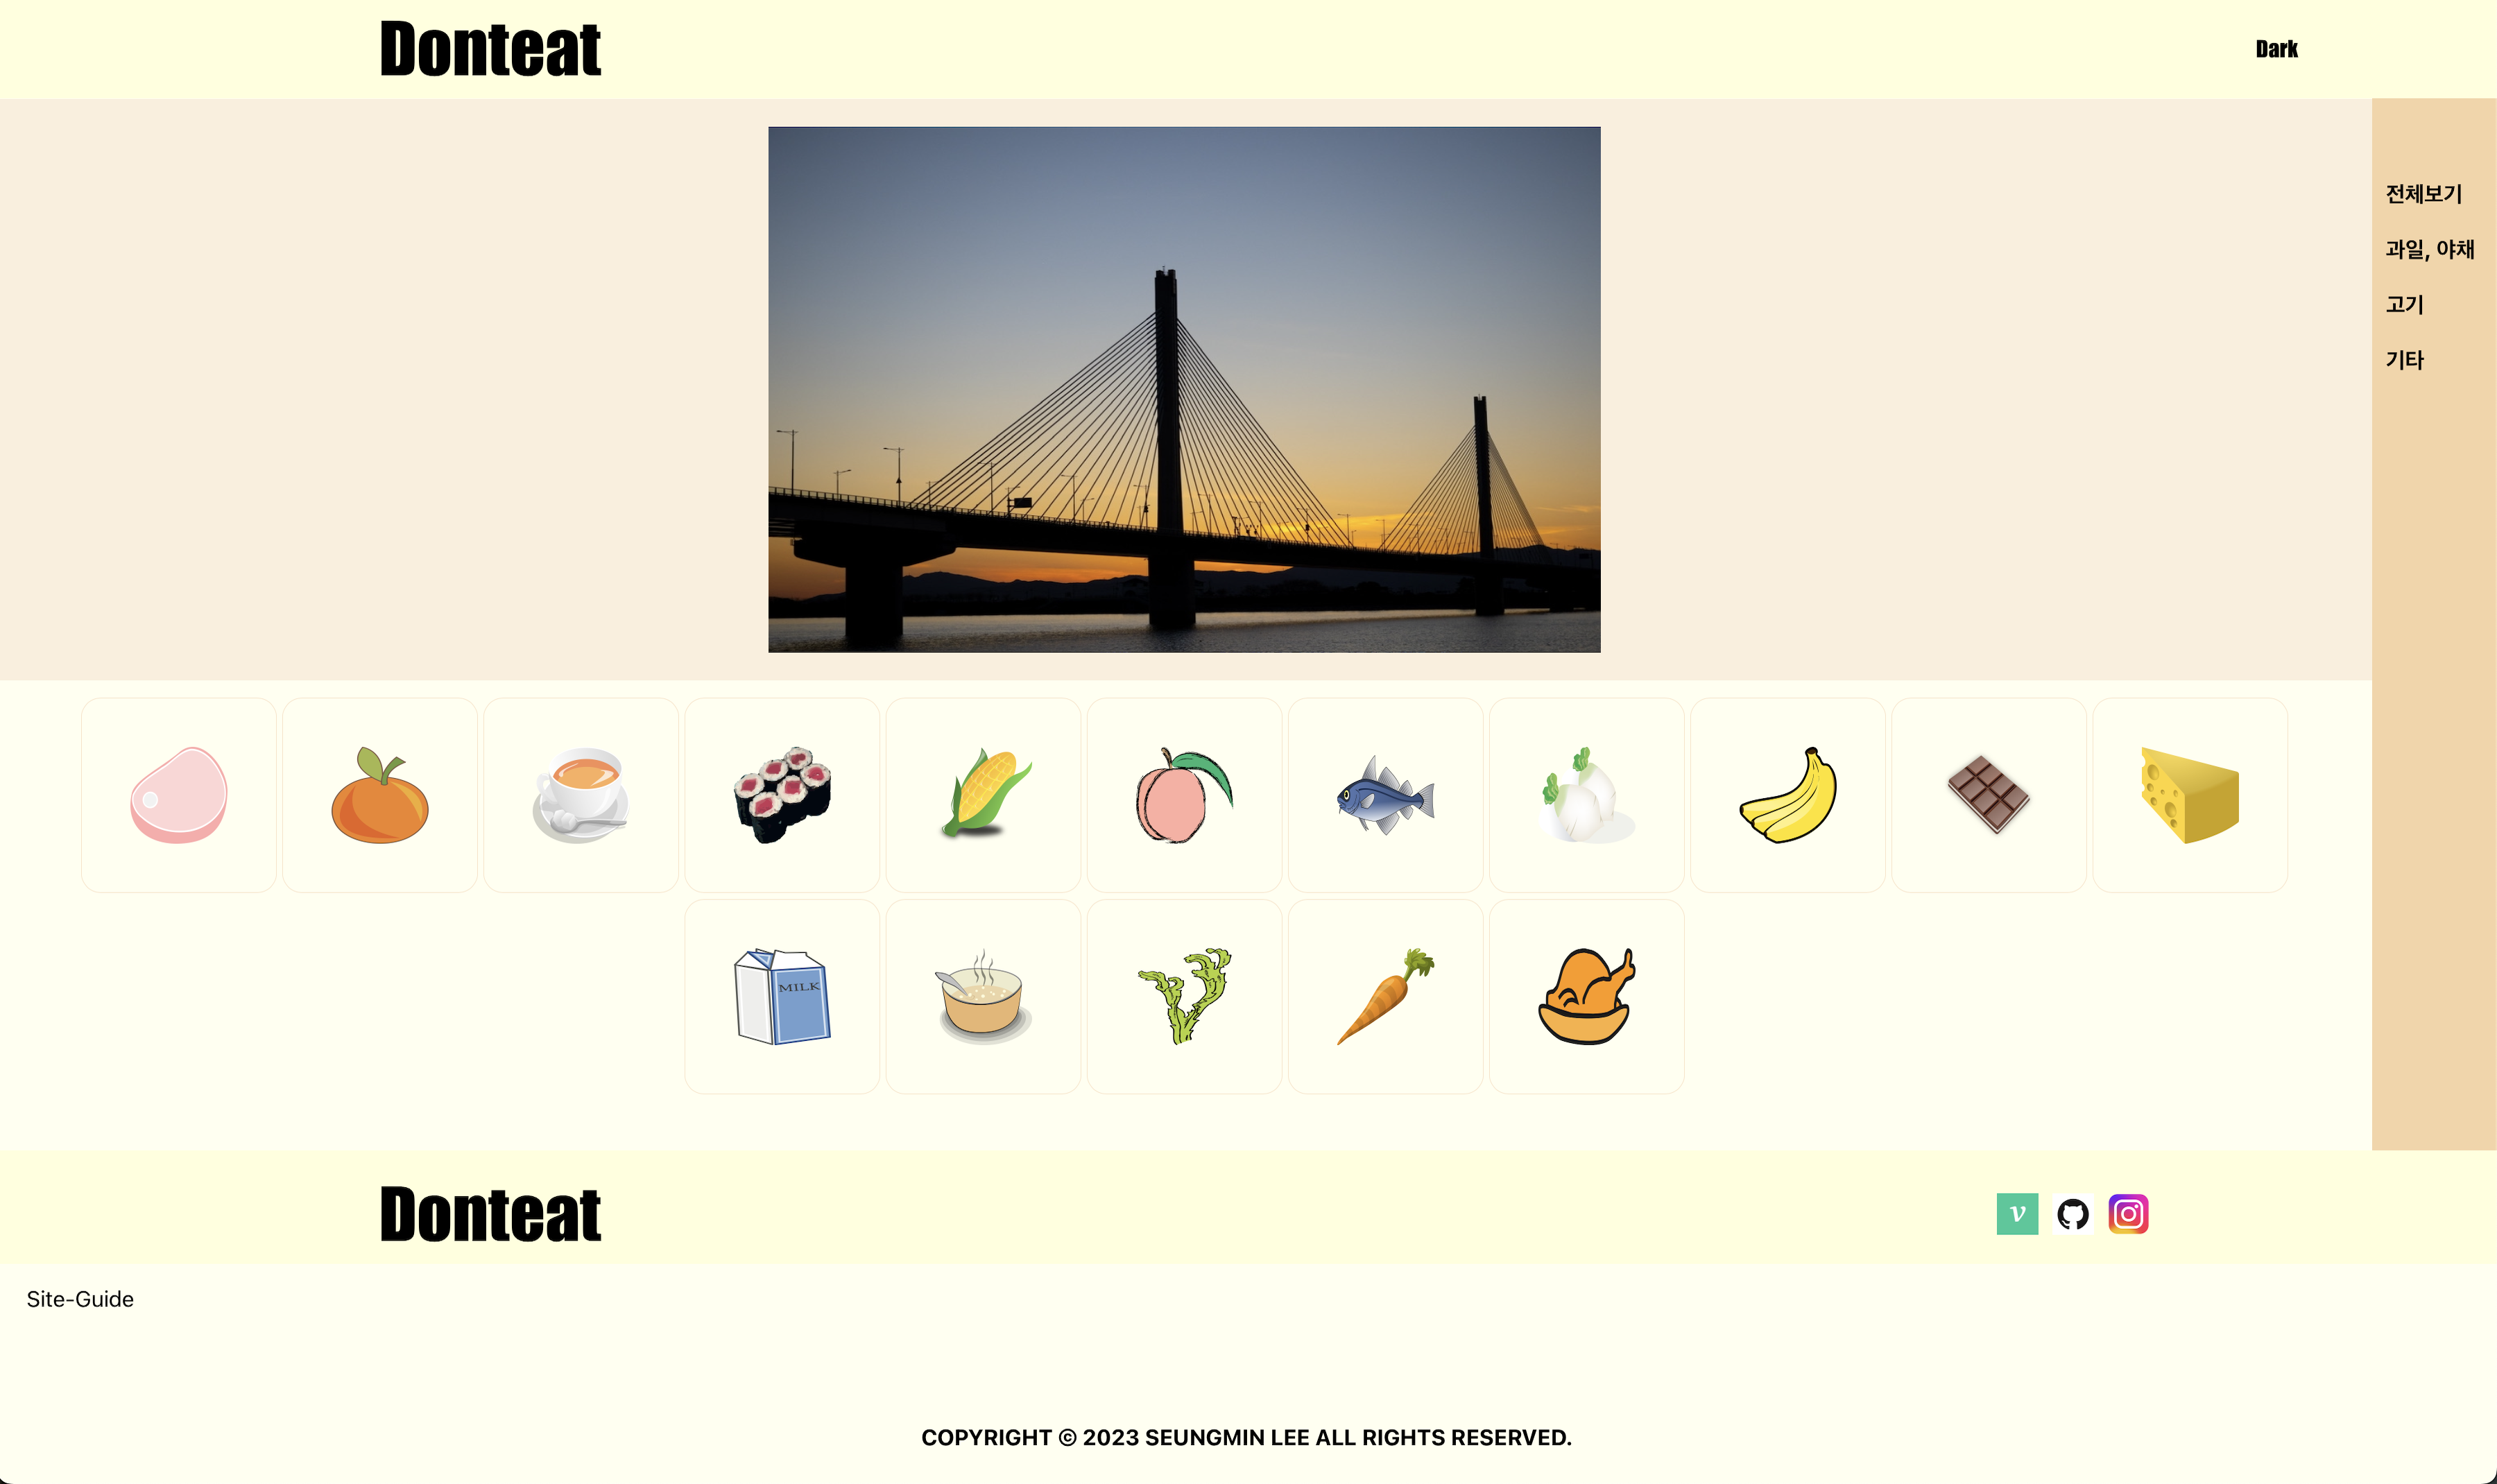 Donteat
Dark
전체보기
과일, 야채
고기
기타
MILK
Donteat
v
Site-Guide
COPYRIGHT © 2023 SEUNGMIN LEE ALL RIGHTS RESERVED.